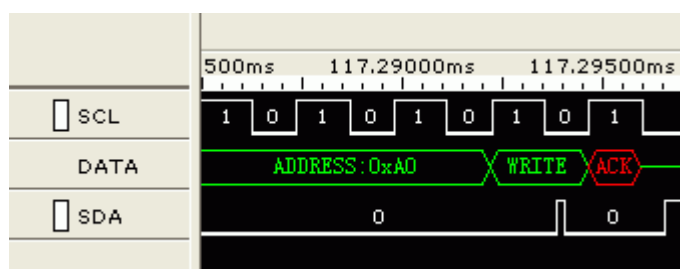 500ms 117.29000ms 117.29500ms
SCL 1 0 1 0 1 0 1 0 1
DATA ADDRESS:0xA0 WRITE ACK
SDA 0 0